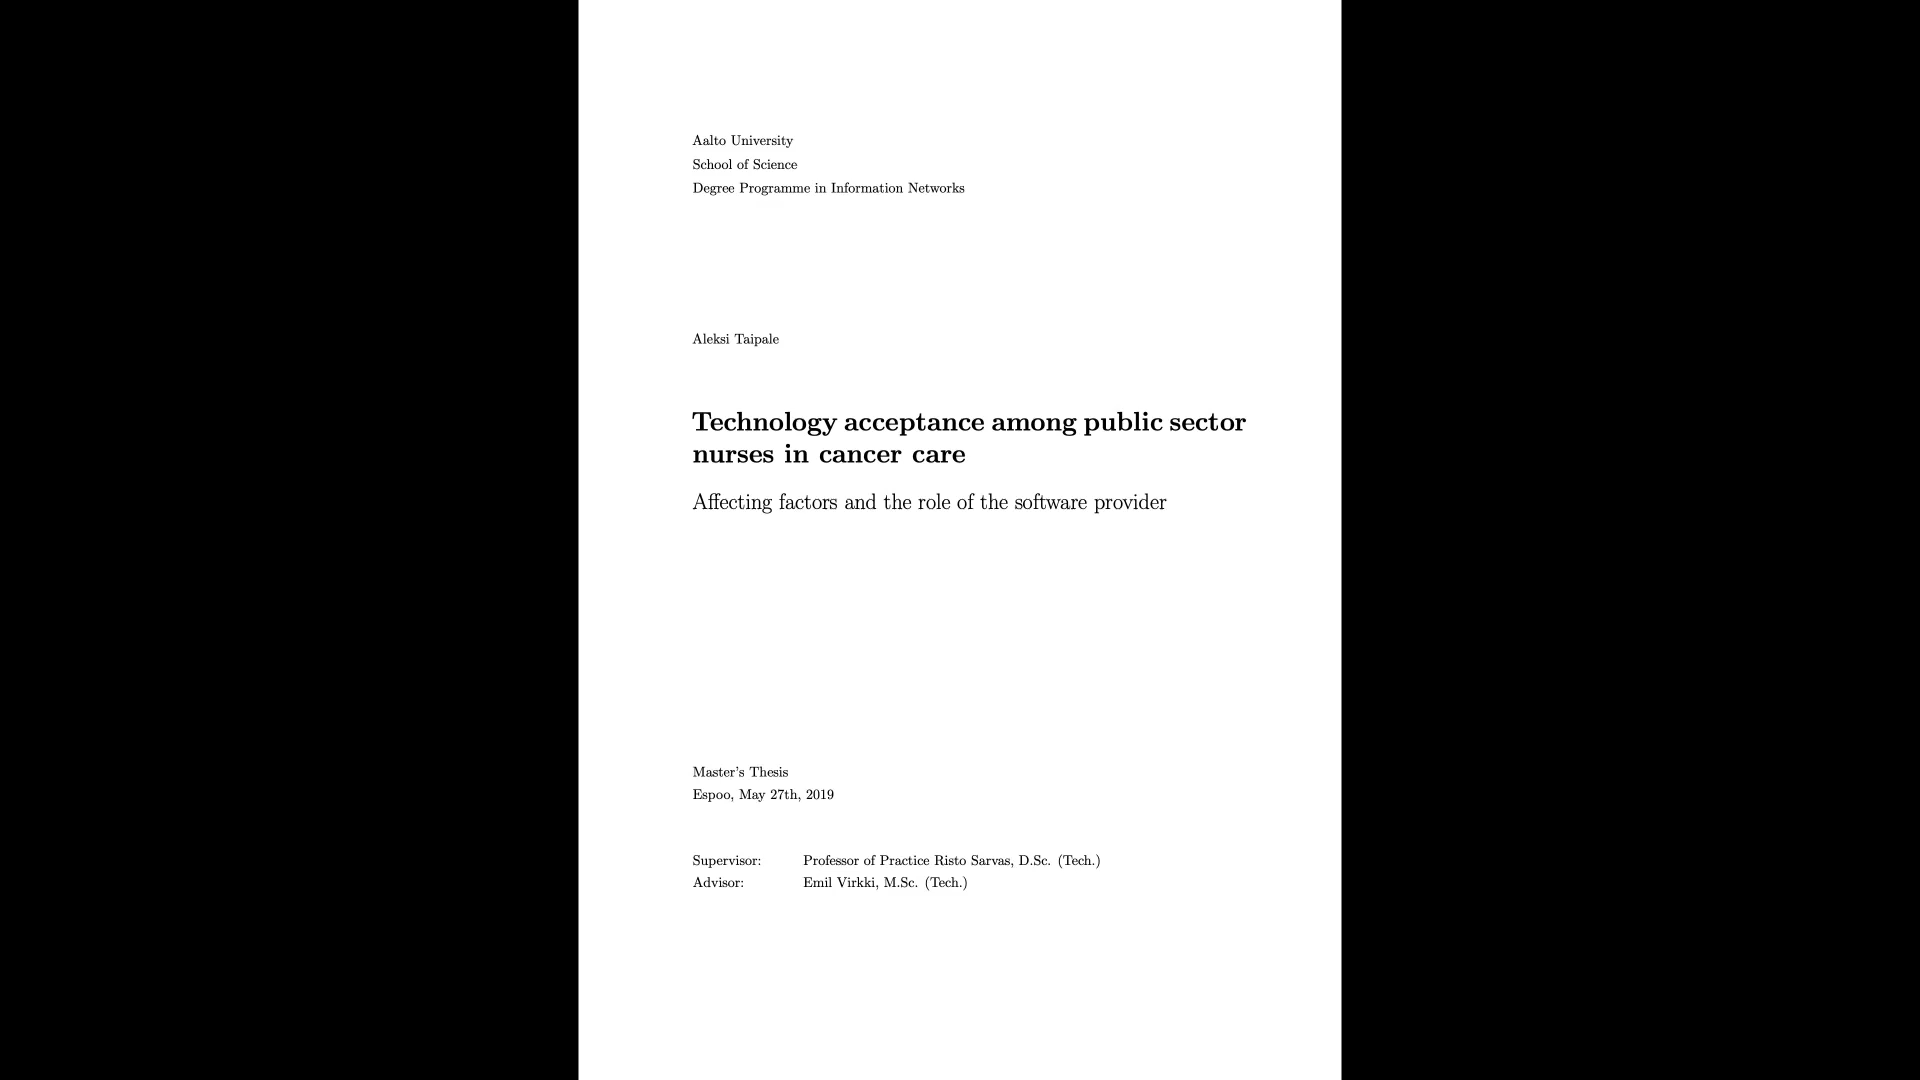 Aalto University
School of Science
Degree Programme in Information Networks
Aleksi Taipale
Technology acceptance among public sector
nurses in cancer care
Affecting factors and the role of the software provider
Master's Thesis
Espoo, May 27th, 2019
Supervisor: Professor of Practice Risto Sarvas, D.Sc. (Tech.)
Advisor: Emil Virkki, M.Sc. (Tech.)